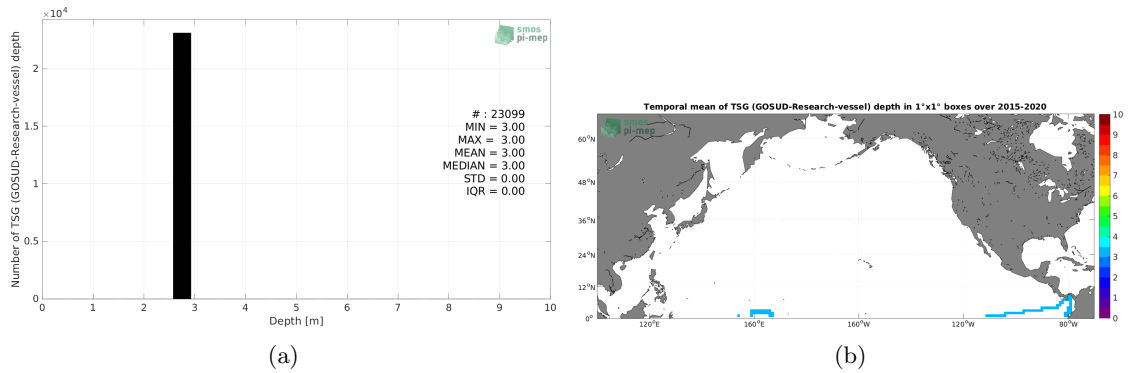 ×10⁴
smos
pi-mep
2
1.5
1
0.5
0
Number of TSG (GOSUD-Research-vessel) depth
# : 23099
MIN = 3.00
MAX = 3.00
MEAN = 3.00
MEDIAN = 3.00
STD = 0.00
IQR = 0.00
0 1 2 3 4 5 6 7 8 9 10
Depth [m]
(a)
Temporal mean of TSG (GOSUD-Research-vessel) depth in 1°x1° boxes over 2015-2020
smos
pi-mep
60°N
48°N
36°N
24°N
12°N
0°
120°E 160°E 160°W 120°W 80°W
10
9
8
7
6
5
4
3
2
1
0
(b)